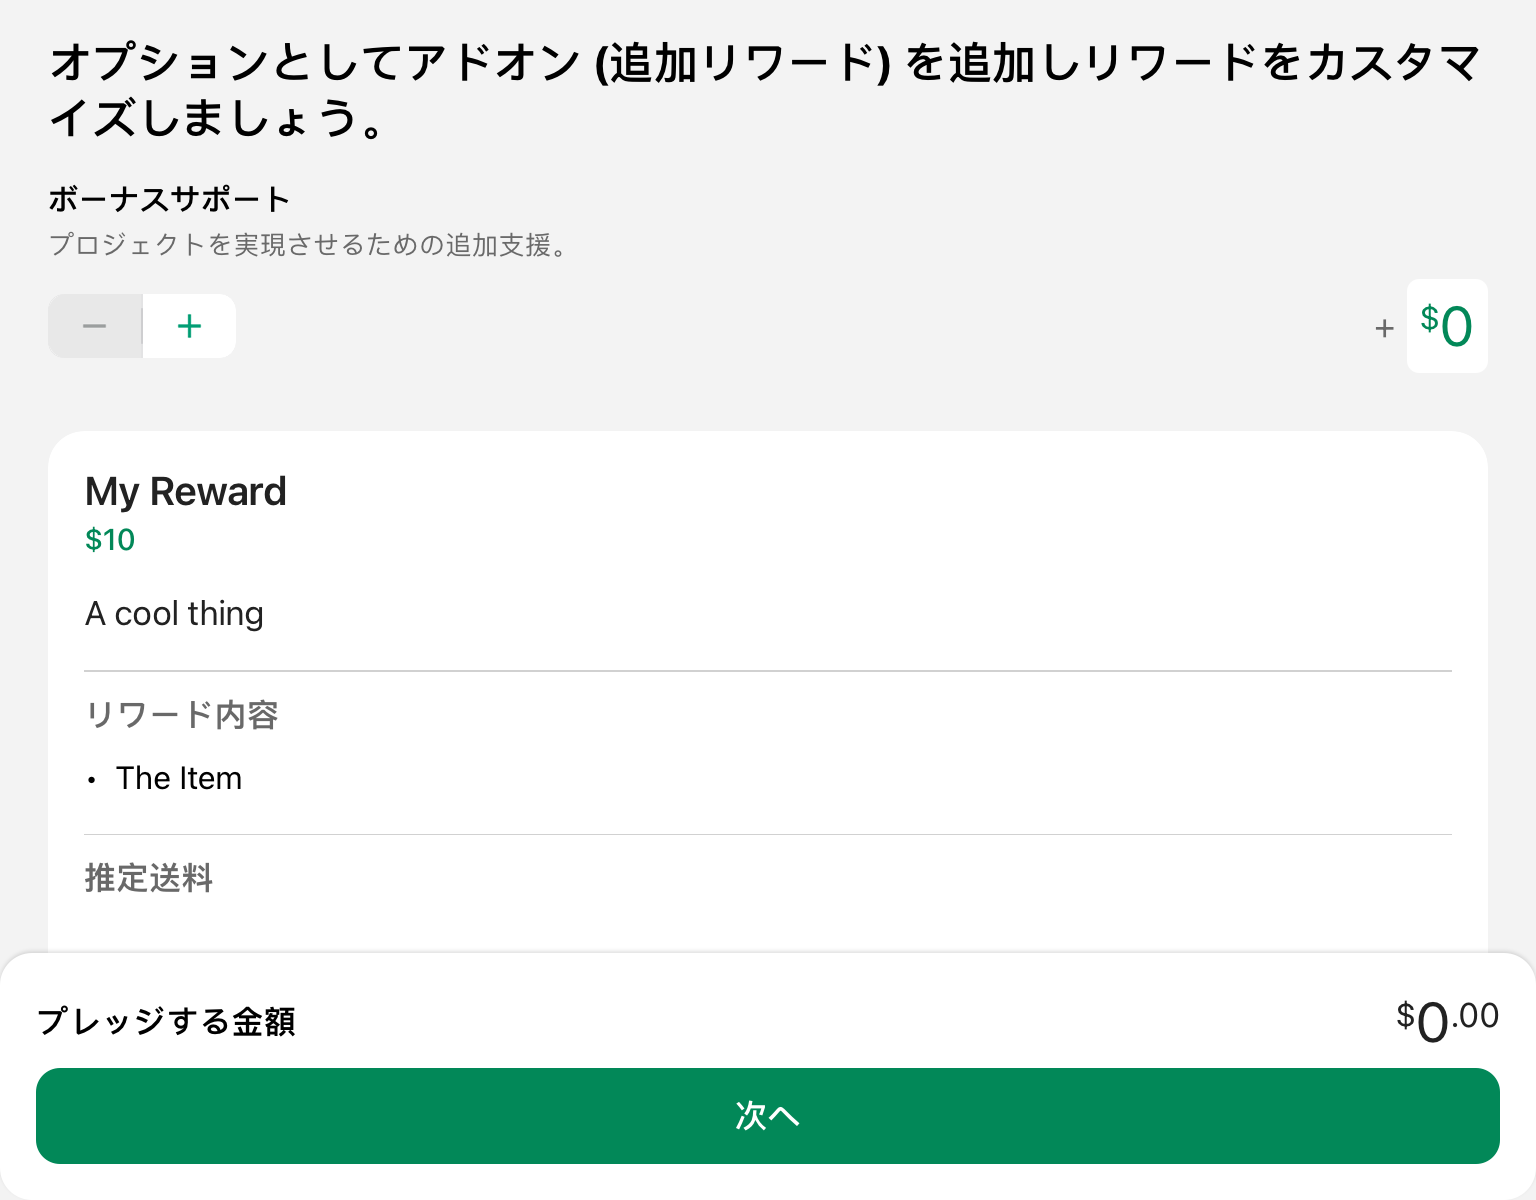 オプションとしてアドオン (追加リワード) を追加しリワードをカスタマ
イズしましょう。
ボーナスサポート
プロジェクトを実現させるための追加支援。
− +
+ $0
My Reward
$10
A cool thing
リワード内容
• The Item
推定送料
プレッジする金額
$0.00
次へ